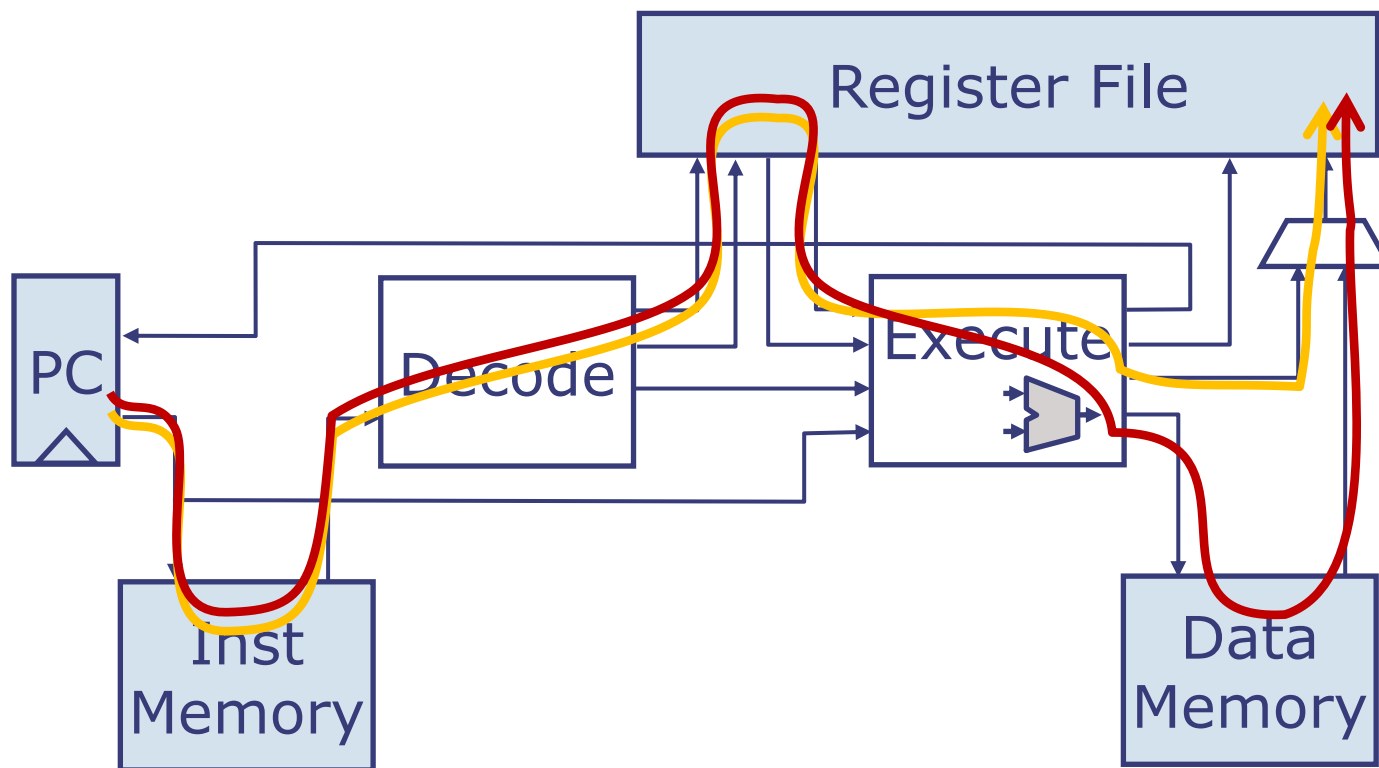 Register File
PC
Decode
Execute
Inst
Memory
Data
Memory